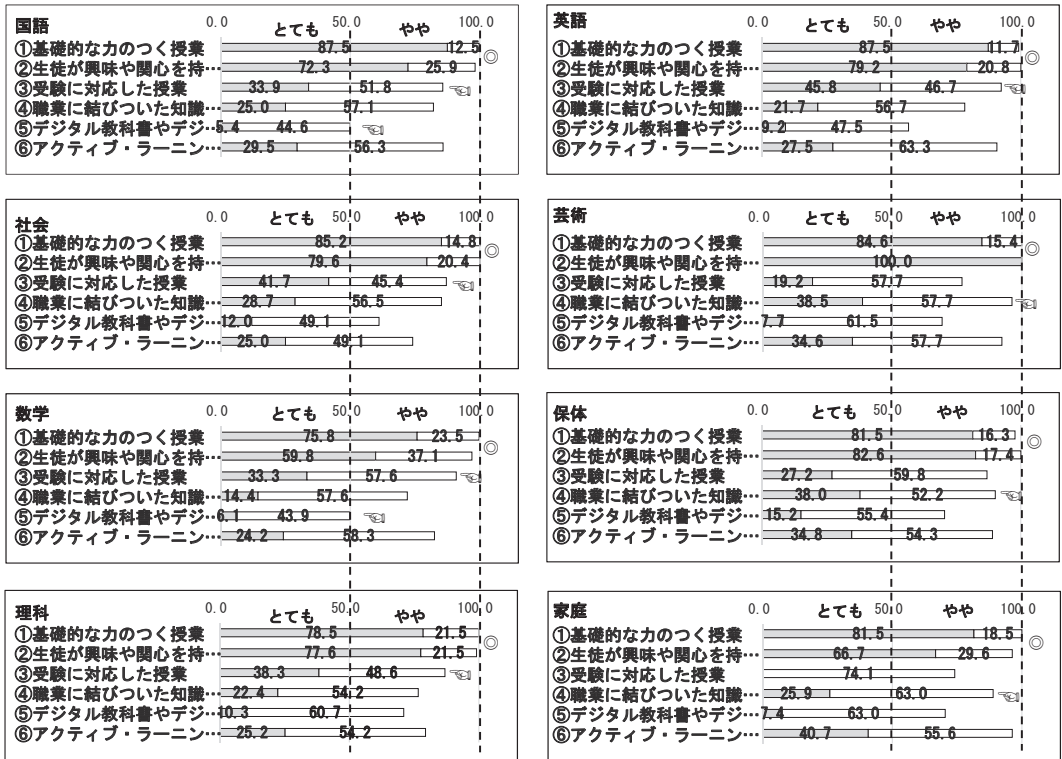 国語
0.0 とても 50.0 やや 100.0
①基礎的な力のつく授業 87.5 12.5
②生徒が興味や関心を持… 72.3 25.9 ◎
③受験に対応した授業 33.9 51.8 ☜
④職業に結びついた知識… 25.0 57.1
⑤デジタル教科書やデジ… 5.4 44.6 ☜
⑥アクティブ・ラーニン… 29.5 56.3
社会
0.0 とても 50.0 やや 100.0
①基礎的な力のつく授業 85.2 14.8
②生徒が興味や関心を持… 79.6 20.4 ◎
③受験に対応した授業 41.7 45.4 ☜
④職業に結びついた知識… 28.7 56.5
⑤デジタル教科書やデジ… 12.0 49.1
⑥アクティブ・ラーニン… 25.0 49.1
数学
0.0 とても 50.0 やや 100.0
①基礎的な力のつく授業 75.8 23.5
②生徒が興味や関心を持… 59.8 37.1 ◎
③受験に対応した授業 33.3 57.6 ☜
④職業に結びついた知識… 14.4 57.6
⑤デジタル教科書やデジ… 6.1 43.9 ☜
⑥アクティブ・ラーニン… 24.2 58.3
理科
0.0 とても 50.0 やや 100.0
①基礎的な力のつく授業 78.5 21.5
②生徒が興味や関心を持… 77.6 21.5 ◎
③受験に対応した授業 38.3 48.6 ☜
④職業に結びついた知識… 22.4 54.2
⑤デジタル教科書やデジ… 10.3 60.7
⑥アクティブ・ラーニン… 25.2 54.2
英語
0.0 とても 50.0 やや 100.0
①基礎的な力のつく授業 87.5 11.7
②生徒が興味や関心を持… 79.2 20.8 ◎
③受験に対応した授業 45.8 46.7 ☜
④職業に結びついた知識… 21.7 56.7
⑤デジタル教科書やデジ… 9.2 47.5
⑥アクティブ・ラーニン… 27.5 63.3
芸術
0.0 とても 50.0 やや 100.0
①基礎的な力のつく授業 84.6 15.4
②生徒が興味や関心を持… 100.0 ◎
③受験に対応した授業 19.2 57.7
④職業に結びついた知識… 38.5 57.7 ☜
⑤デジタル教科書やデジ… 7.7 61.5
⑥アクティブ・ラーニン… 34.6 57.7
保体
0.0 とても 50.0 やや 100.0
①基礎的な力のつく授業 81.5 16.3
②生徒が興味や関心を持… 82.6 17.4 ◎
③受験に対応した授業 27.2 59.8
④職業に結びついた知識… 38.0 52.2 ☜
⑤デジタル教科書やデジ… 15.2 55.4
⑥アクティブ・ラーニン… 34.8 54.3
家庭
0.0 とても 50.0 やや 100.0
①基礎的な力のつく授業 81.5 18.5
②生徒が興味や関心を持… 66.7 29.6 ◎
③受験に対応した授業 74.1
④職業に結びついた知識… 25.9 63.0 ☜
⑤デジタル教科書やデジ… 7.4 63.0
⑥アクティブ・ラーニン… 40.7 55.6